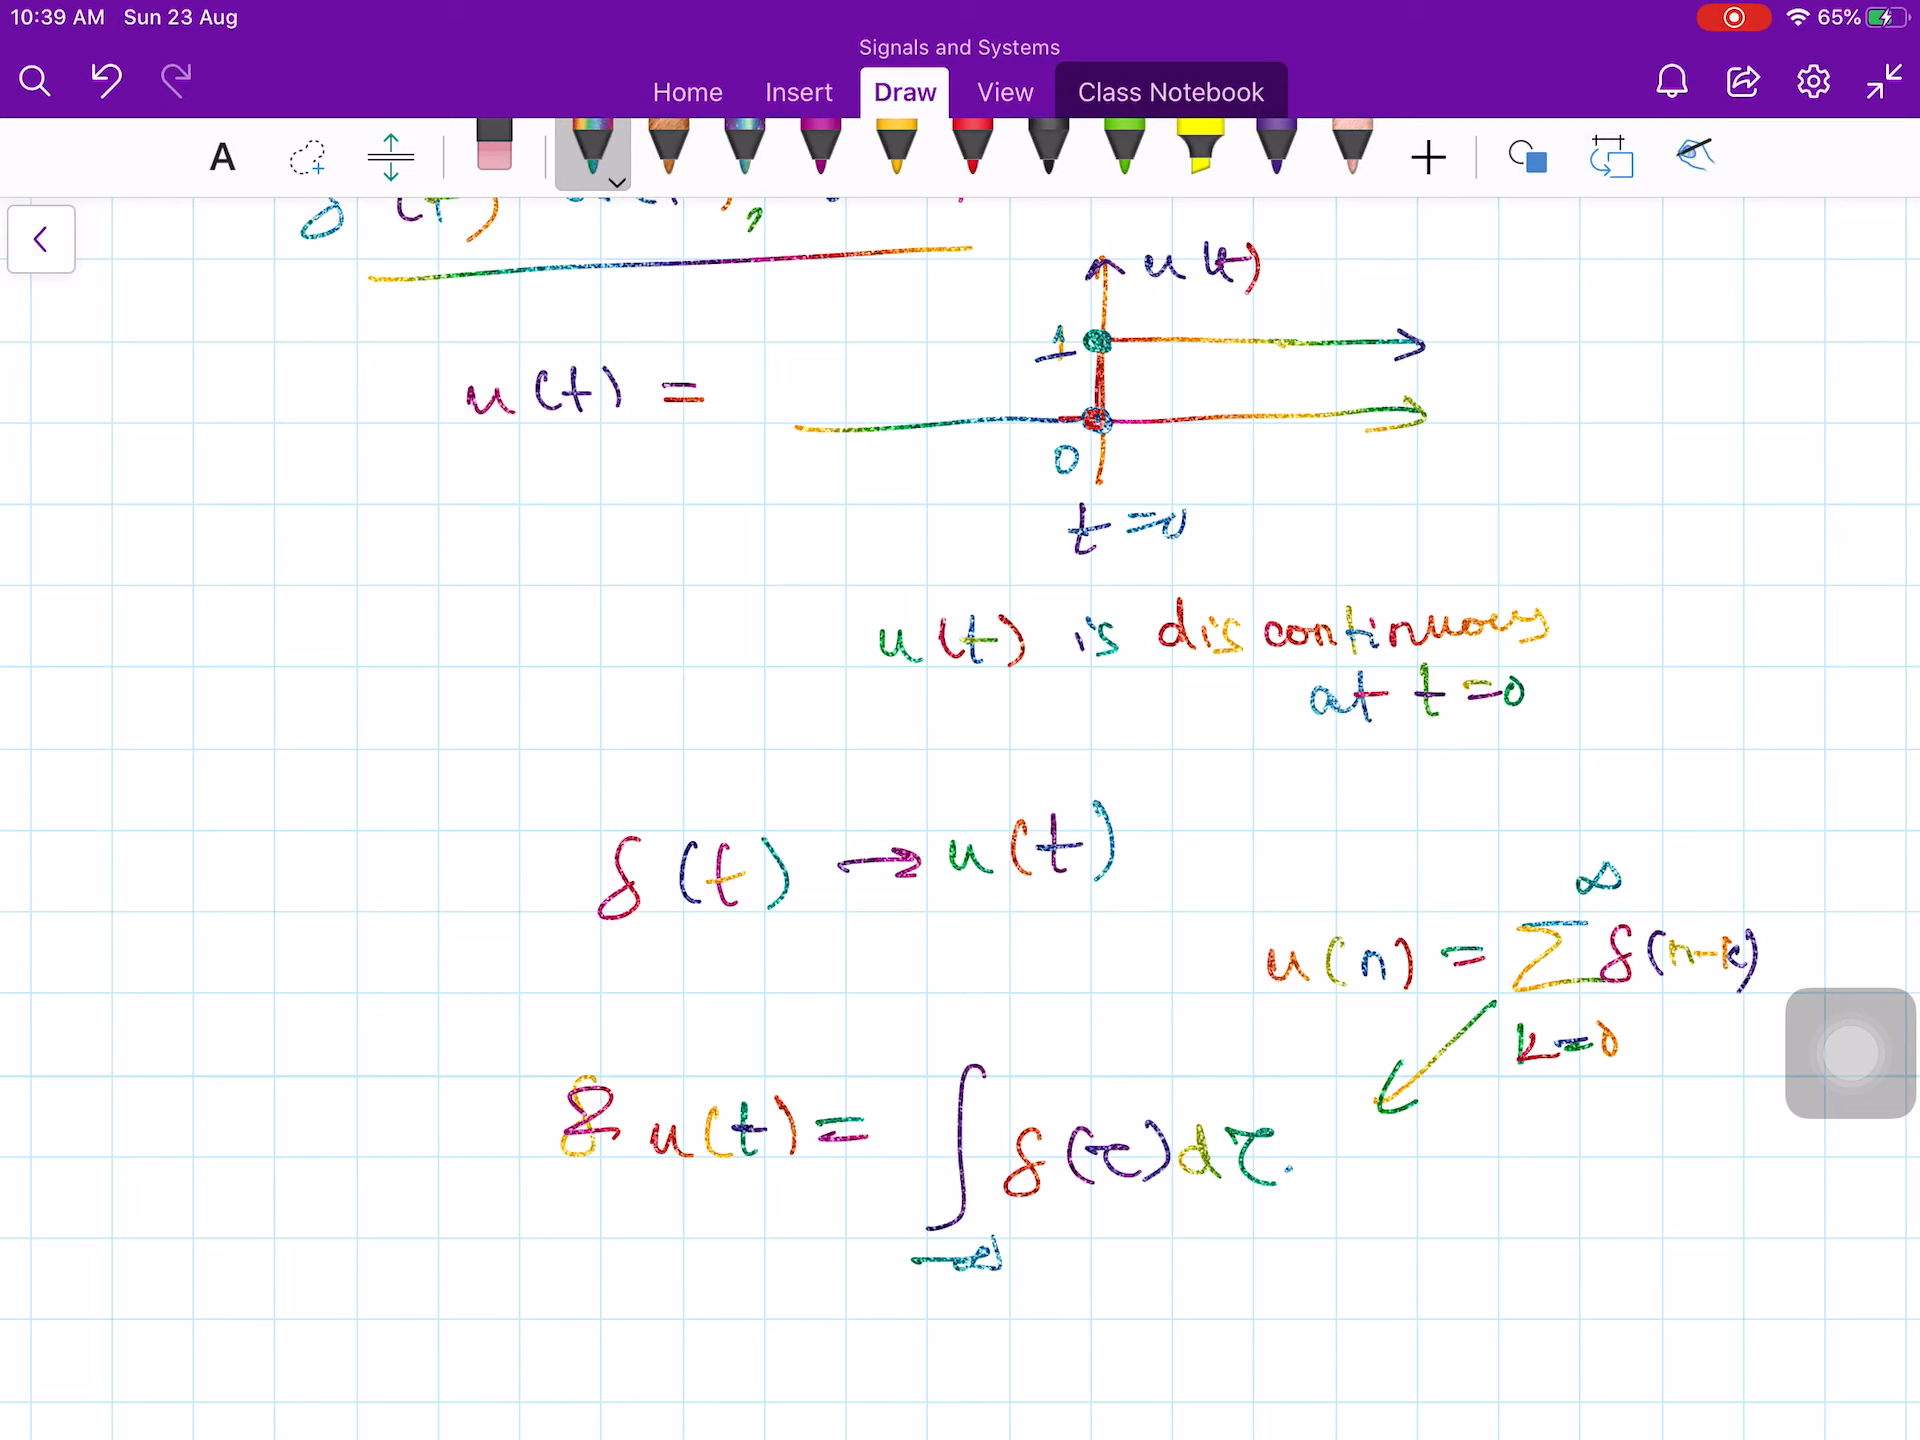 10:39 AM Sun 23 Aug
65%
Signals and Systems
Home Insert Draw View Class Notebook
A
u(t)
1
u(t) =
0
t=0
u(t) is discontinuous
at t=0
δ(t) → u(t)
∞
u(n) = Σ δ(n-k)
k=0
u(t) = ∫ δ(τ)dτ.
-∞